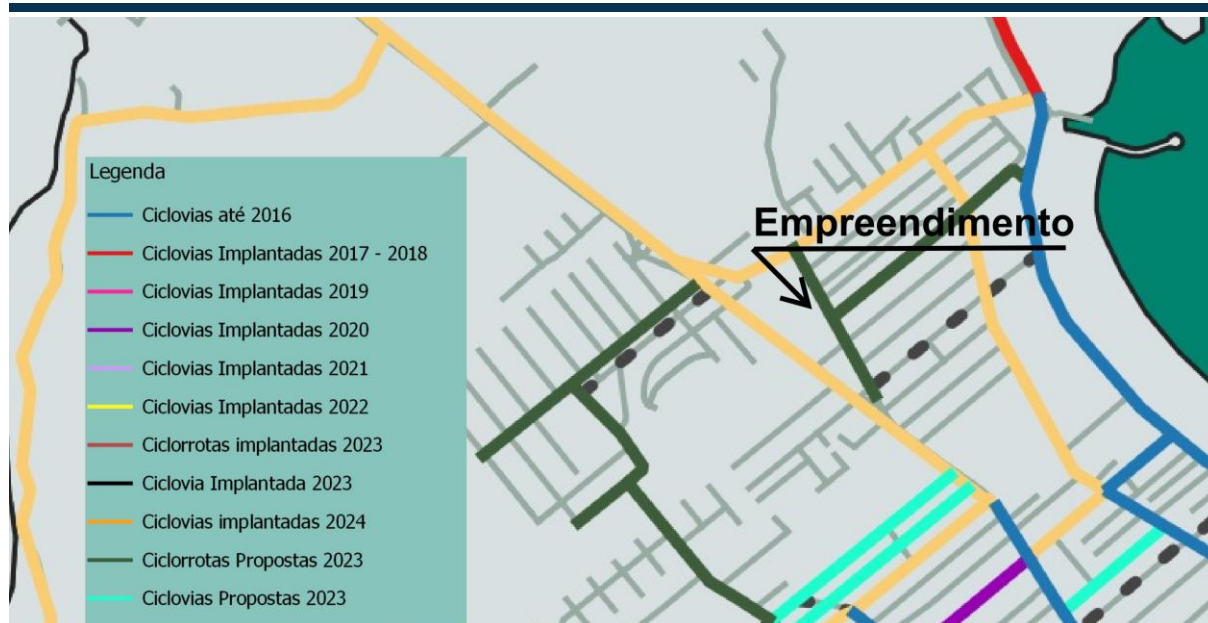 Empreendimento
Legenda
Ciclovias até 2016
Ciclovias Implantadas 2017 - 2018
Ciclovias Implantadas 2019
Ciclovias Implantadas 2020
Ciclovias Implantadas 2021
Ciclovias Implantadas 2022
Ciclorrotas implantadas 2023
Ciclovia Implantada 2023
Ciclovias implantadas 2024
Ciclorrotas Propostas 2023
Ciclovias Propostas 2023